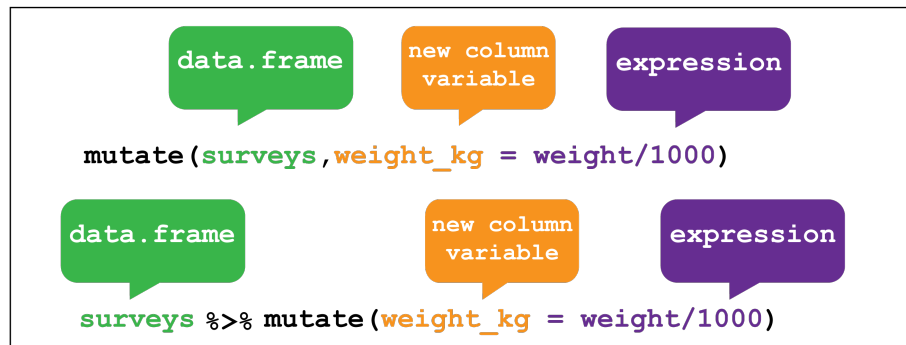 data.frame
new column
variable
expression
mutate(surveys,weight_kg = weight/1000)
data.frame
new column
variable
expression
surveys %>% mutate(weight_kg = weight/1000)